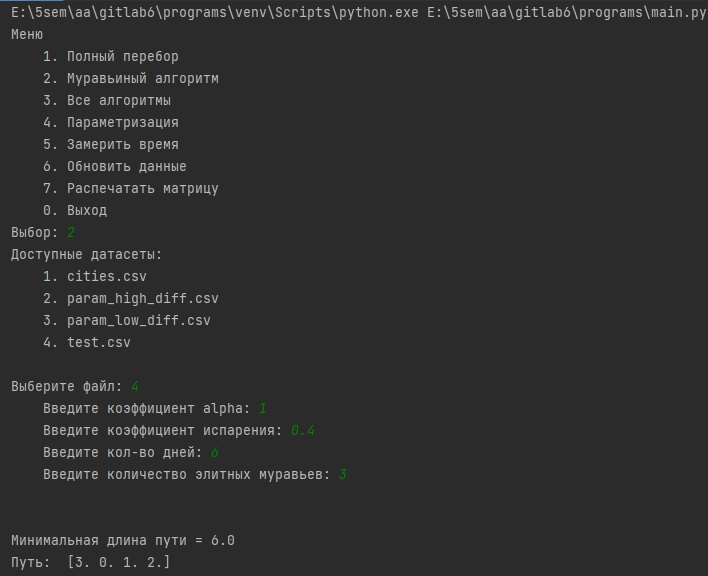 E:\5sem\aa\gitlab6\programs\venv\Scripts\python.exe E:\5sem\aa\gitlab6\programs\main.py
Меню
1. Полный перебор
2. Муравьиный алгоритм
3. Все алгоритмы
4. Параметризация
5. Замерить время
6. Обновить данные
7. Распечатать матрицу
0. Выход
Выбор: 2
Доступные датасеты:
1. cities.csv
2. param_high_diff.csv
3. param_low_diff.csv
4. test.csv
Выберите файл: 4
Введите коэффициент alpha: 1
Введите коэффициент испарения: 0.4
Введите кол-во дней: 6
Введите количество элитных муравьев: 3
Минимальная длина пути = 6.0
Путь:  [3. 0. 1. 2.]